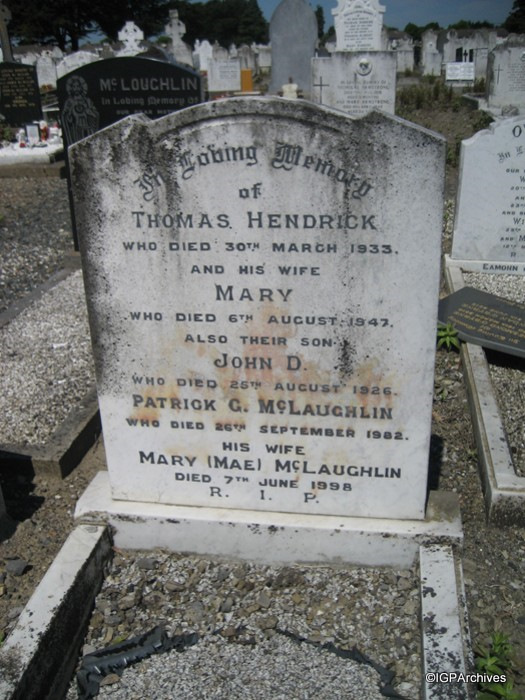 McLOUGHLIN
In Loving Memory
In Loving Memory
of
THOMAS HENDRICK
WHO DIED 30TH MARCH 1933.
AND HIS WIFE
MARY
WHO DIED 6TH AUGUST 1947.
ALSO THEIR SON
JOHN D.
WHO DIED 25TH AUGUST 1926.
PATRICK G. McLAUGHLIN
WHO DIED 26TH SEPTEMBER 1982.
HIS WIFE
MARY (MAE) McLAUGHLIN
DIED 7TH JUNE 1998
R. I. P.
EAMONN
©IGPArchives